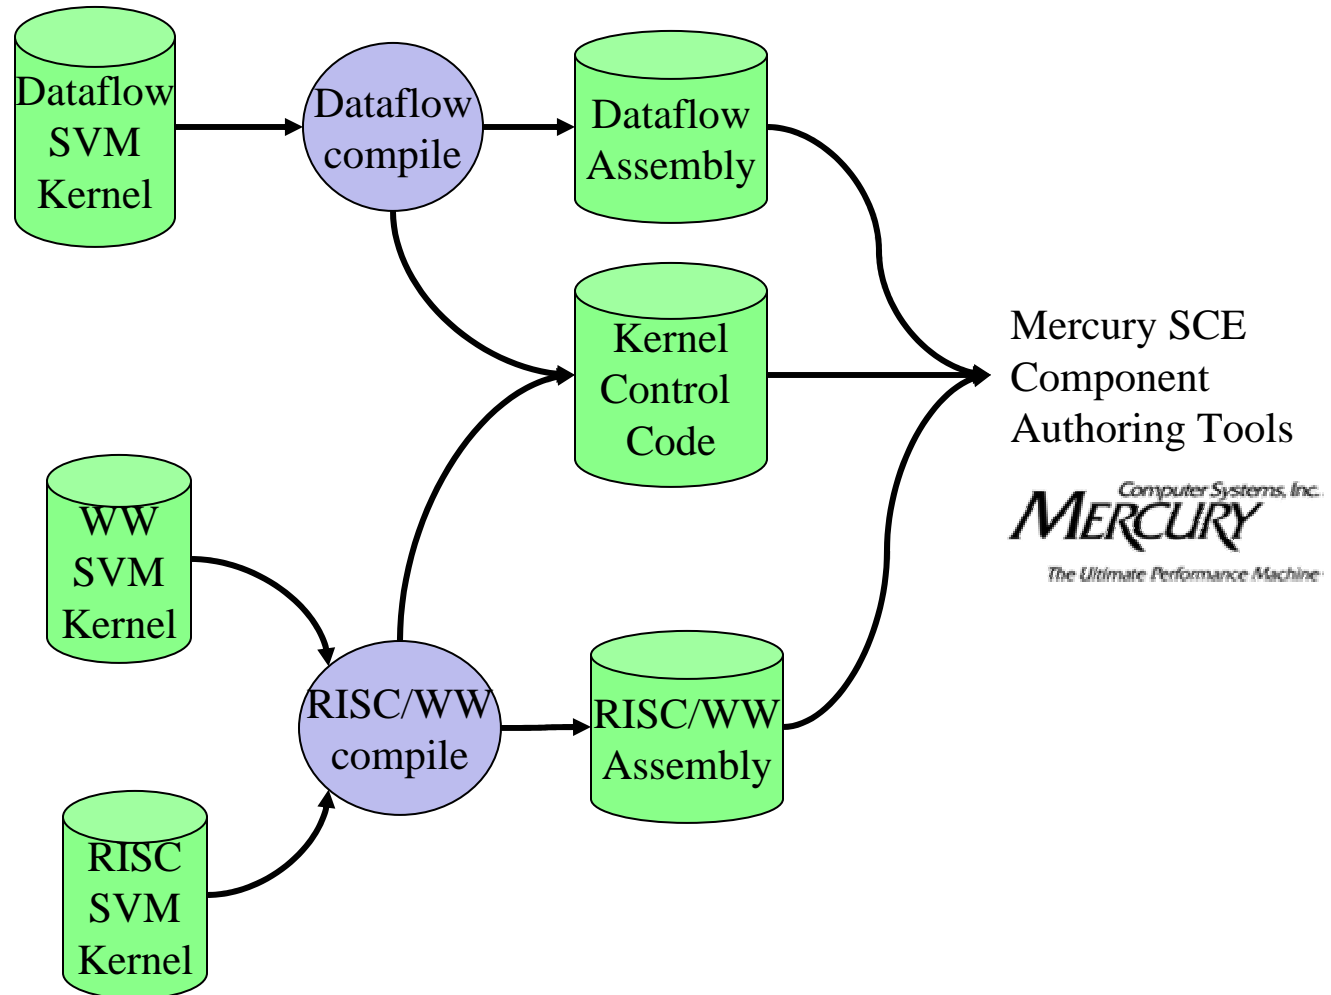 Dataflow
SVM
Kernel
Dataflow
compile
Dataflow
Assembly
Kernel
Control
Code
Mercury SCE
Component
Authoring Tools
Computer Systems, Inc.
MERCURY
The Ultimate Performance Machine
WW
SVM
Kernel
RISC/WW
compile
RISC/WW
Assembly
RISC
SVM
Kernel